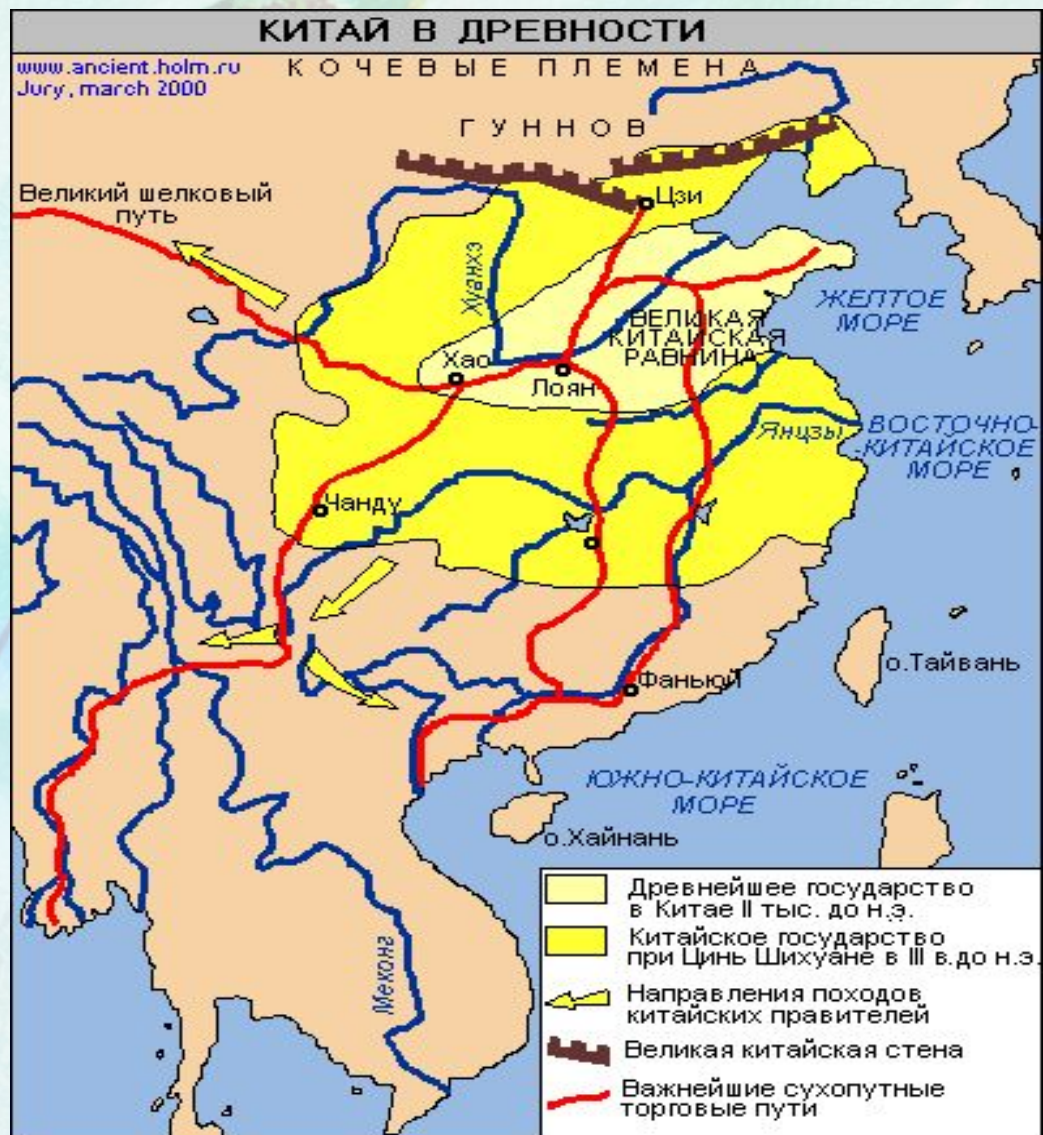 КИТАЙ В ДРЕВНОСТИ
www.ancient.holm.ru
Jury, march 2000
КОЧЕВЫЕ ПЛЕМЕНА
ГУННОВ
Великий шелковый
путь
Цзи
Хуанхэ
ЖЕЛТОЕ
МОРЕ
ВЕЛИКАЯ
КИТАЙСКАЯ
РАВНИНА
Хао
Лоян
Янцзы
ВОСТОЧНО-
-КИТАЙСКОЕ
МОРЕ
Чанду
о.Тайвань
Фаньюй
ЮЖНО-КИТАЙСКОЕ
МОРЕ
о.Хайнань
Меконг
Древнейшее государство
в Китае II тыс. до н.э.
Китайское государство
при Цинь Шихуане в III в.до н.э.
Направления походов
китайских правителей
Великая китайская стена
Важнейшие сухопутные
торговые пути